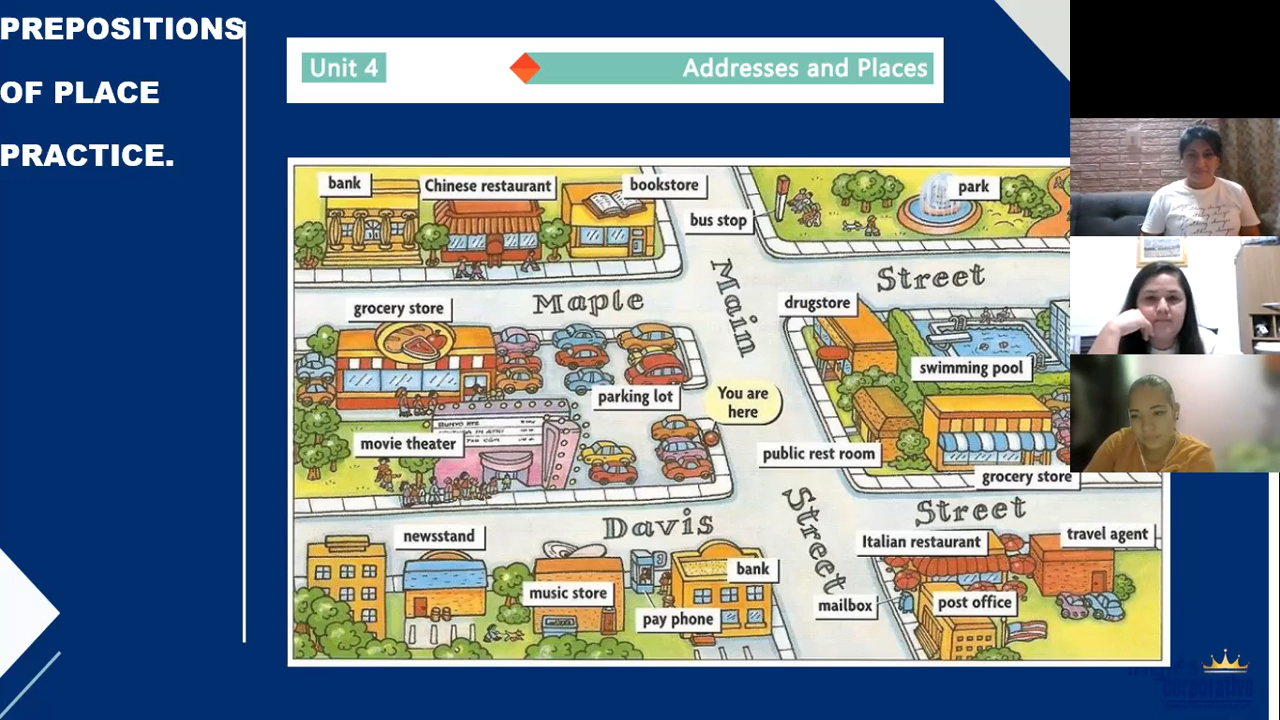 PREPOSITIONS
OF PLACE
PRACTICE.
Unit 4
Addresses and Places
bank
Chinese restaurant
bookstore
park
bus stop
Street
Maple
Main
grocery store
drugstore
swimming pool
parking lot
You are
here
movie theater
public rest room
grocery store
Street
Davis
Street
newsstand
Italian restaurant
travel agent
bank
music store
mailbox
post office
pay phone
corporative